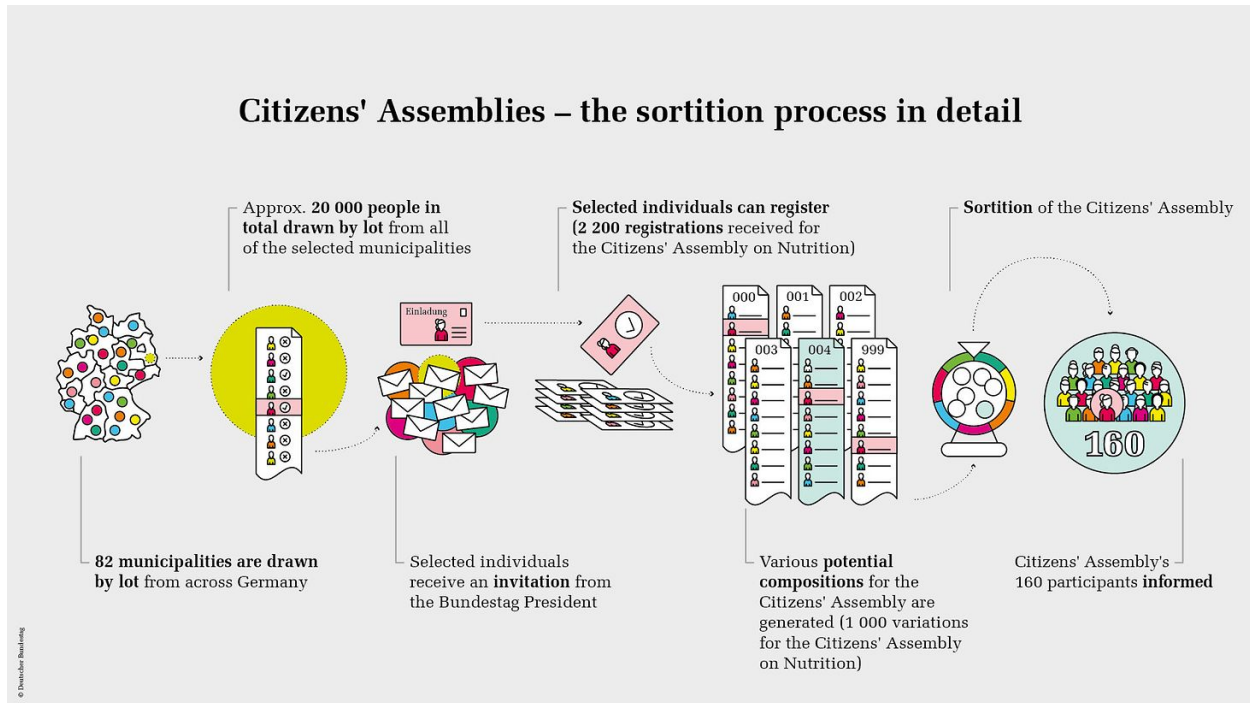 Citizens' Assemblies – the sortition process in detail
Approx. 20 000 people in
total drawn by lot from all
of the selected municipalities
Selected individuals can register
(2 200 registrations received for
the Citizens' Assembly on Nutrition)
Sortition of the Citizens' Assembly
Einladung
000
001
002
003
004
999
160
82 municipalities are drawn
by lot from across Germany
Selected individuals
receive an invitation from
the Bundestag President
Various potential
compositions for the
Citizens' Assembly are
generated (1 000 variations
for the Citizens' Assembly
on Nutrition)
Citizens' Assembly's
160 participants informed
© Deutscher Bundestag